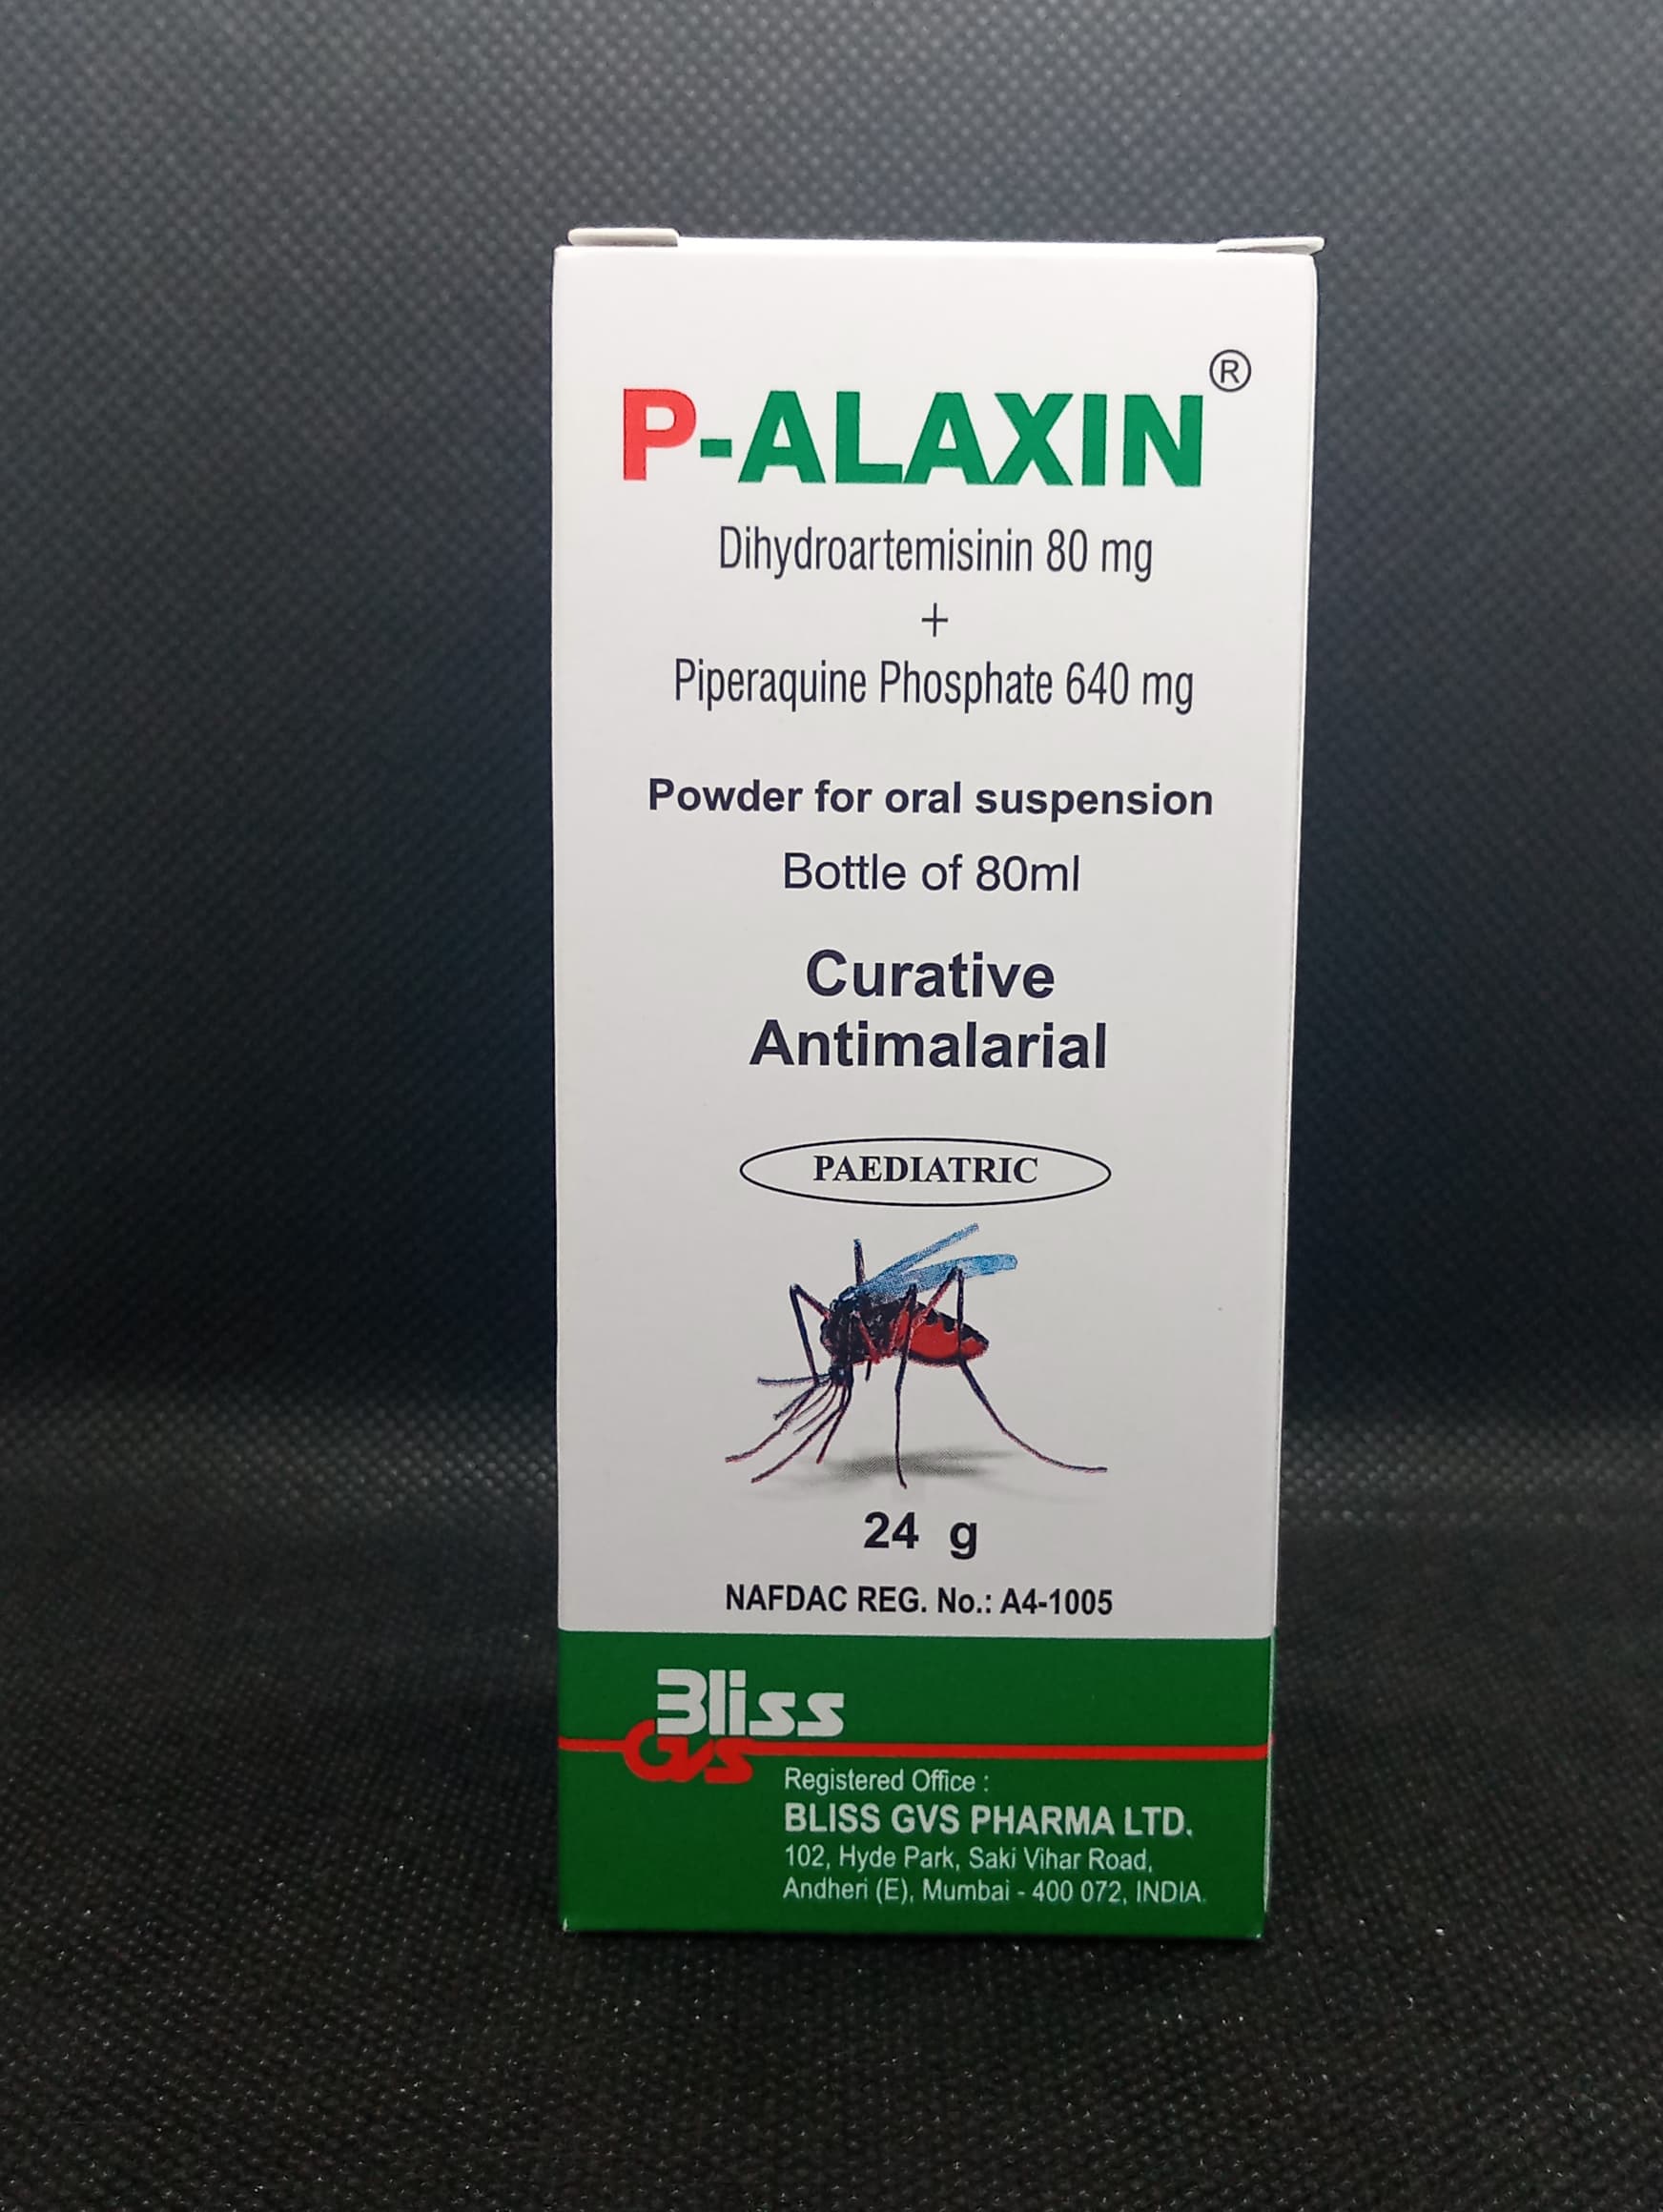 P-ALAXIN®
Dihydroartemisinin 80 mg
+
Piperaquine Phosphate 640 mg
Powder for oral suspension
Bottle of 80ml
Curative
Antimalarial
PAEDIATRIC
24 g
NAFDAC REG. No.: A4-1005
Bliss
GVS
Registered Office :
BLISS GVS PHARMA LTD.
102, Hyde Park, Saki Vihar Road,
Andheri (E), Mumbai - 400 072, INDIA.